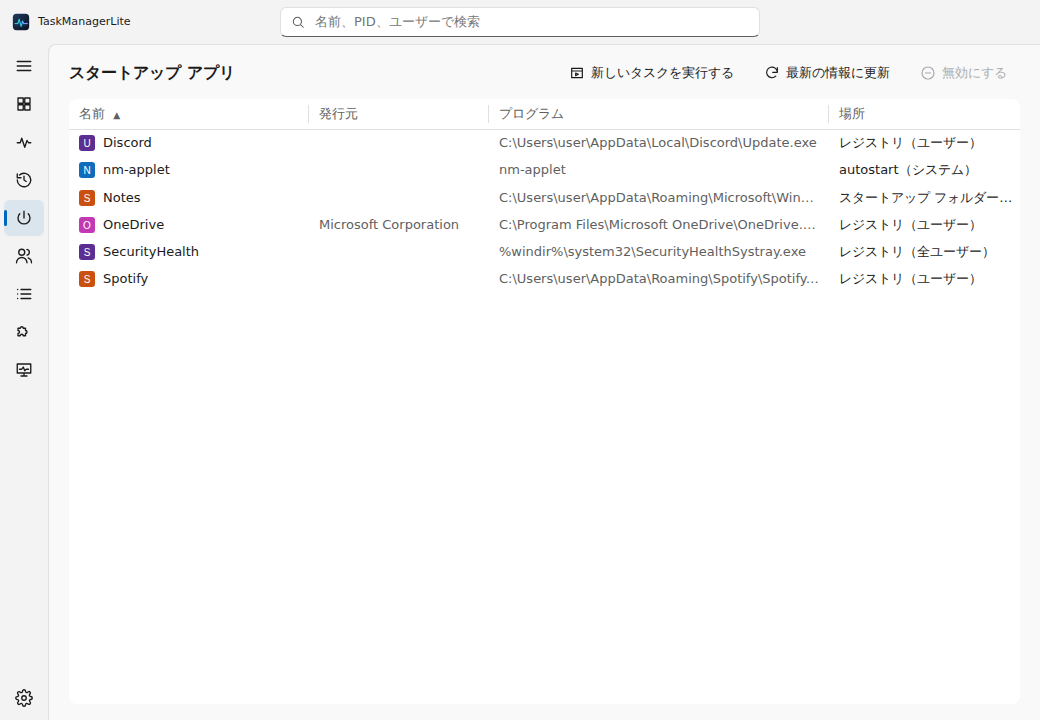 TaskManagerLite
名前、PID、ユーザーで検索
スタートアップ アプリ
新しいタスクを実行する
最新の情報に更新
無効にする
名前 ▲ 発行元 プログラム 場所
U Discord C:\Users\user\AppData\Local\Discord\Update.exe レジストリ（ユーザー）
N nm-applet nm-applet autostart（システム）
S Notes C:\Users\user\AppData\Roaming\Microsoft\Win... スタートアップ フォルダー...
O OneDrive Microsoft Corporation C:\Program Files\Microsoft OneDrive\OneDrive.... レジストリ（ユーザー）
S SecurityHealth %windir%\system32\SecurityHealthSystray.exe レジストリ（全ユーザー）
S Spotify C:\Users\user\AppData\Roaming\Spotify\Spotify... レジストリ（ユーザー）